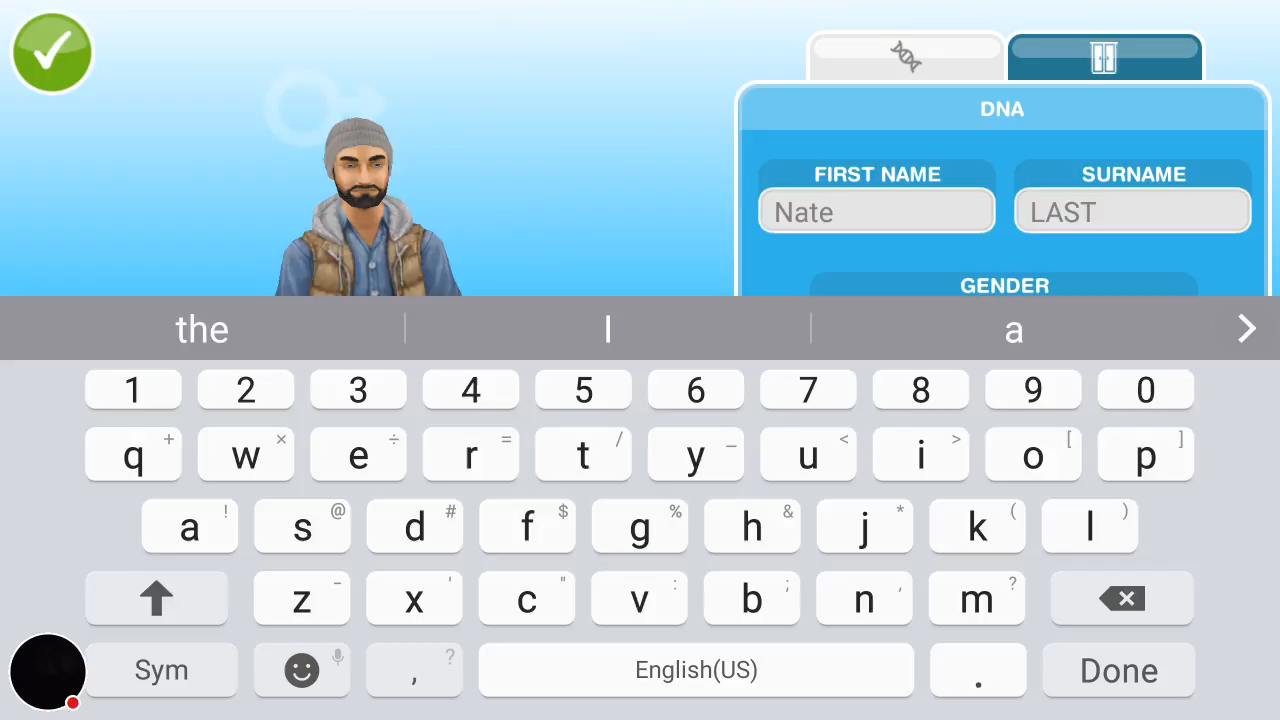 DNA
FIRST NAME SURNAME
Nate LAST
GENDER
the I a
1 2 3 4 5 6 7 8 9 0
q + w × e ÷ r = t / y _ u < i > o [ p ]
a ! s @ d # f $ g % h & j * k ( l )
z - x ' c " v : b ; n , m ?
Sym , ? English(US) . Done